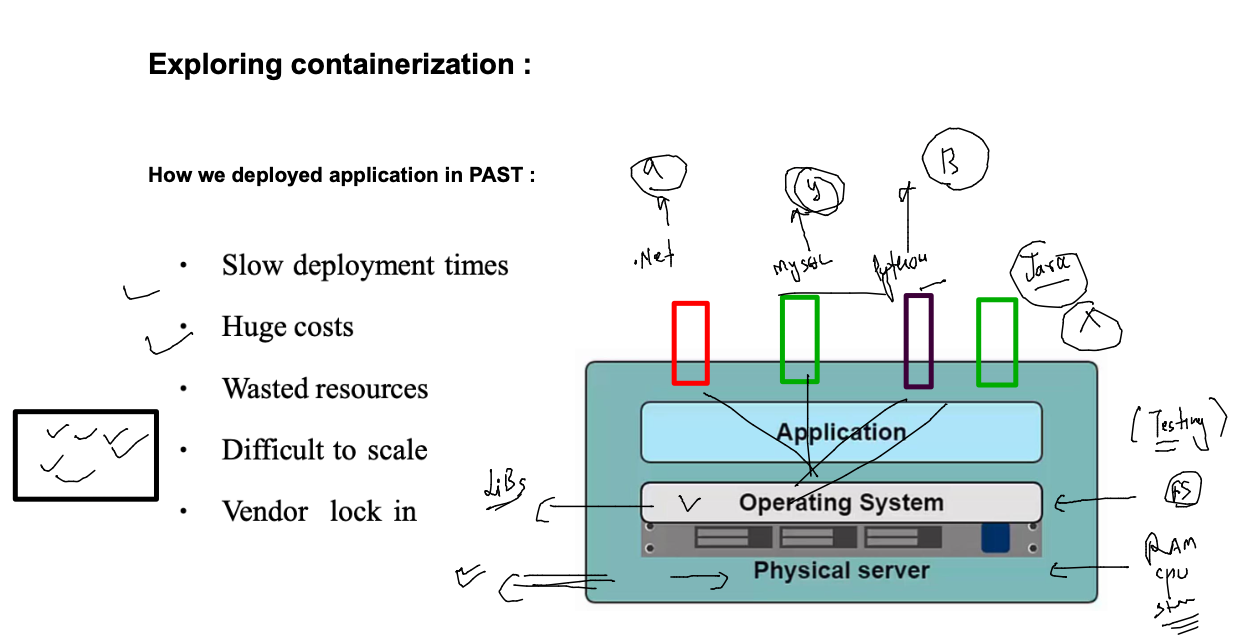 Exploring containerization :
How we deployed application in PAST :
• Slow deployment times
• Huge costs
• Wasted resources
• Difficult to scale
• Vendor lock in
a
y
B
.Net
MySQL
Python
Java
X
Application
(Testing)
LiBs
Operating System
FS
Physical server
RAM
CPU